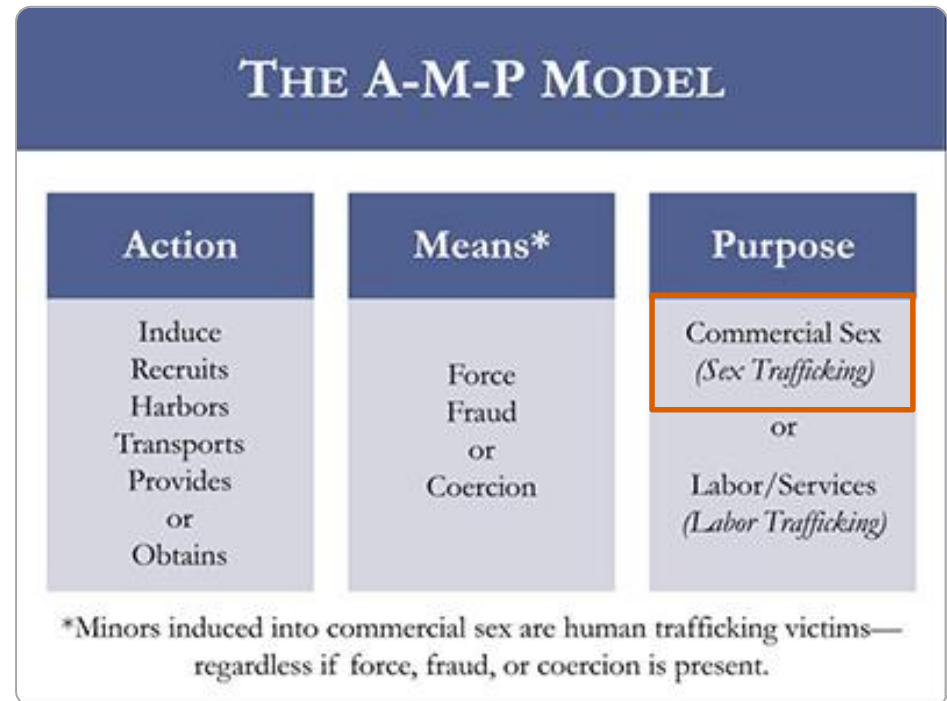 THE A-M-P MODEL
Action
Induce
Recruits
Harbors
Transports
Provides
or
Obtains
Means*
Force
Fraud
or
Coercion
Purpose
Commercial Sex
(Sex Trafficking)
or
Labor/Services
(Labor Trafficking)
*Minors induced into commercial sex are human trafficking victims—
regardless if force, fraud, or coercion is present.